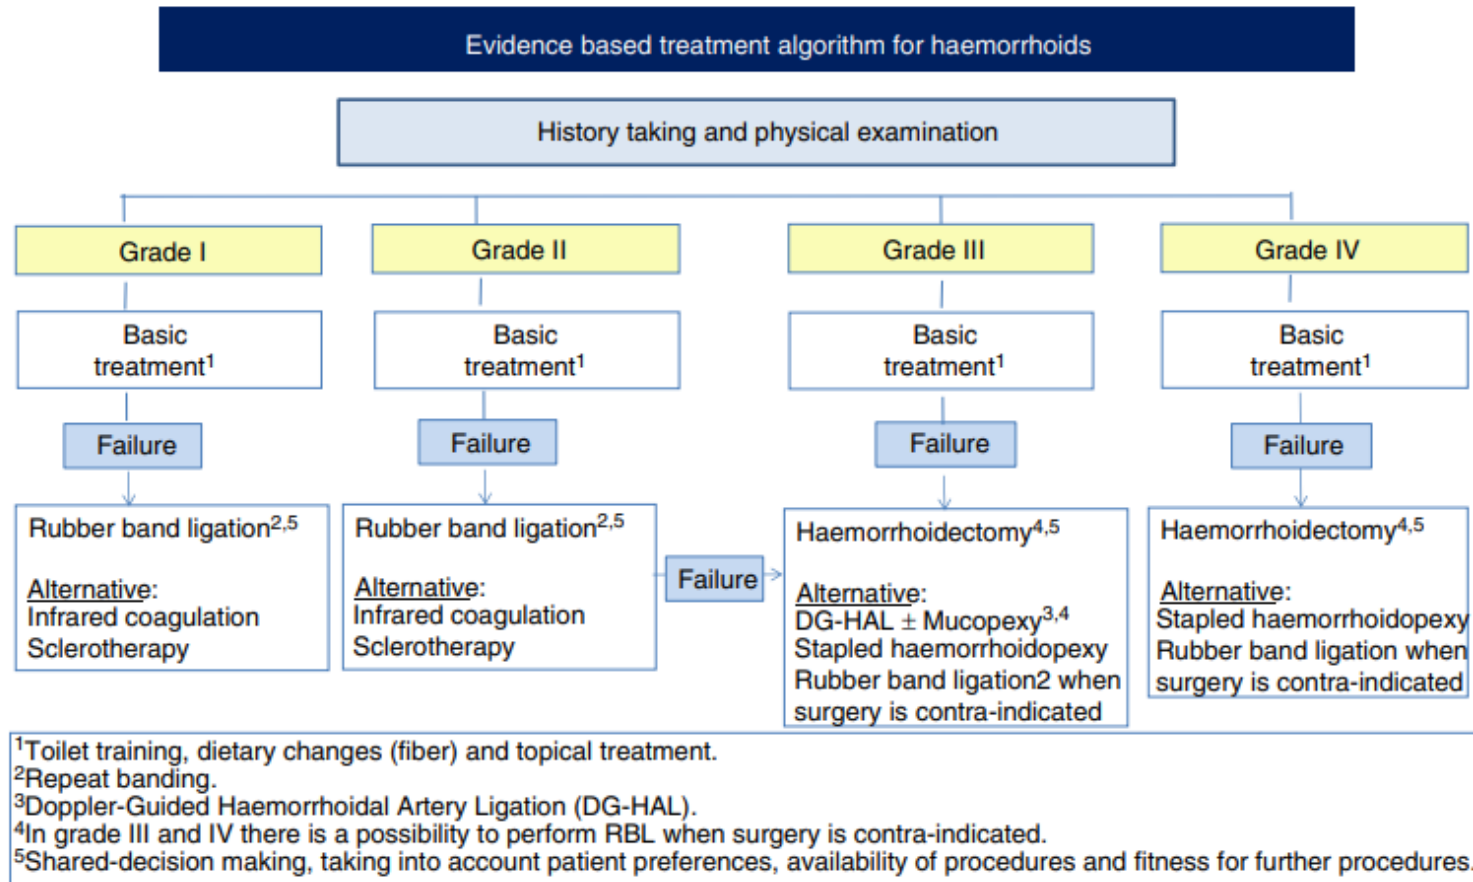 Evidence based treatment algorithm for haemorrhoids
History taking and physical examination
Grade I
Grade II
Grade III
Grade IV
Basic
treatment¹
Basic
treatment¹
Basic
treatment¹
Basic
treatment¹
Failure
Failure
Failure
Failure
Rubber band ligation²,⁵
Alternative:
Infrared coagulation
Sclerotherapy
Rubber band ligation²,⁵
Alternative:
Infrared coagulation
Sclerotherapy
Failure
Haemorrhoidectomy⁴,⁵
Alternative:
DG-HAL ± Mucopexy³,⁴
Stapled haemorrhoidopexy
Rubber band ligation2 when
surgery is contra-indicated
Haemorrhoidectomy⁴,⁵
Alternative:
Stapled haemorrhoidopexy
Rubber band ligation when
surgery is contra-indicated
¹Toilet training, dietary changes (fiber) and topical treatment.
²Repeat banding.
³Doppler-Guided Haemorrhoidal Artery Ligation (DG-HAL).
⁴In grade III and IV there is a possibility to perform RBL when surgery is contra-indicated.
⁵Shared-decision making, taking into account patient preferences, availability of procedures and fitness for further procedures.